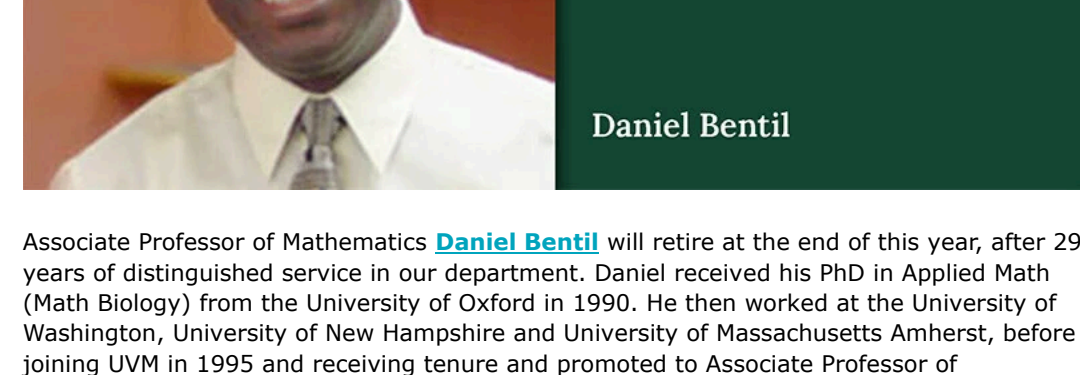 Daniel Bentil
Associate Professor of Mathematics Daniel Bentil will retire at the end of this year, after 29
years of distinguished service in our department. Daniel received his PhD in Applied Math
(Math Biology) from the University of Oxford in 1990. He then worked at the University of
Washington, University of New Hampshire and University of Massachusetts Amherst, before
joining UVM in 1995 and receiving tenure and promoted to Associate Professor of